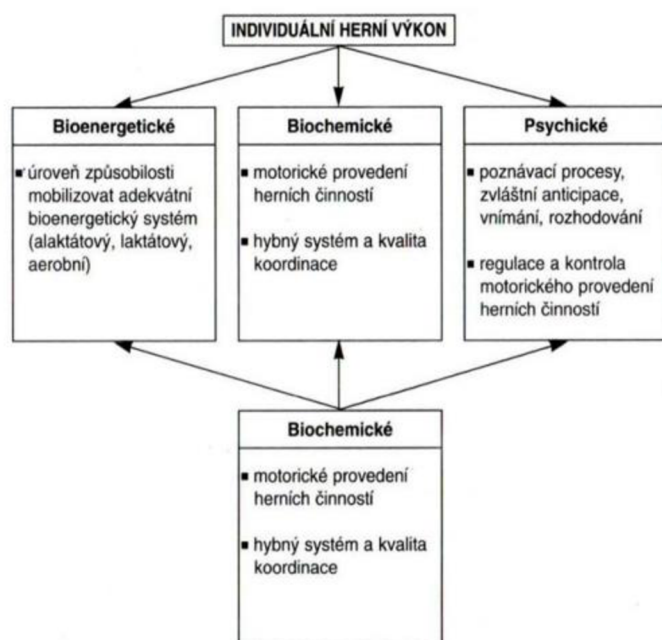 INDIVIDUÁLNÍ HERNÍ VÝKON
Bioenergetické
▪ úroveň způsobilosti
mobilizovat adekvátní
bioenergetický systém
(alaktátový, laktátový,
aerobní)
Biochemické
▪ motorické provedení
herních činností
▪ hybný systém a kvalita
koordinace
Psychické
▪ poznávací procesy,
zvláštní anticipace,
vnímání, rozhodování
▪ regulace a kontrola
motorického provedení
herních činností
Biochemické
▪ motorické provedení
herních činností
▪ hybný systém a kvalita
koordinace